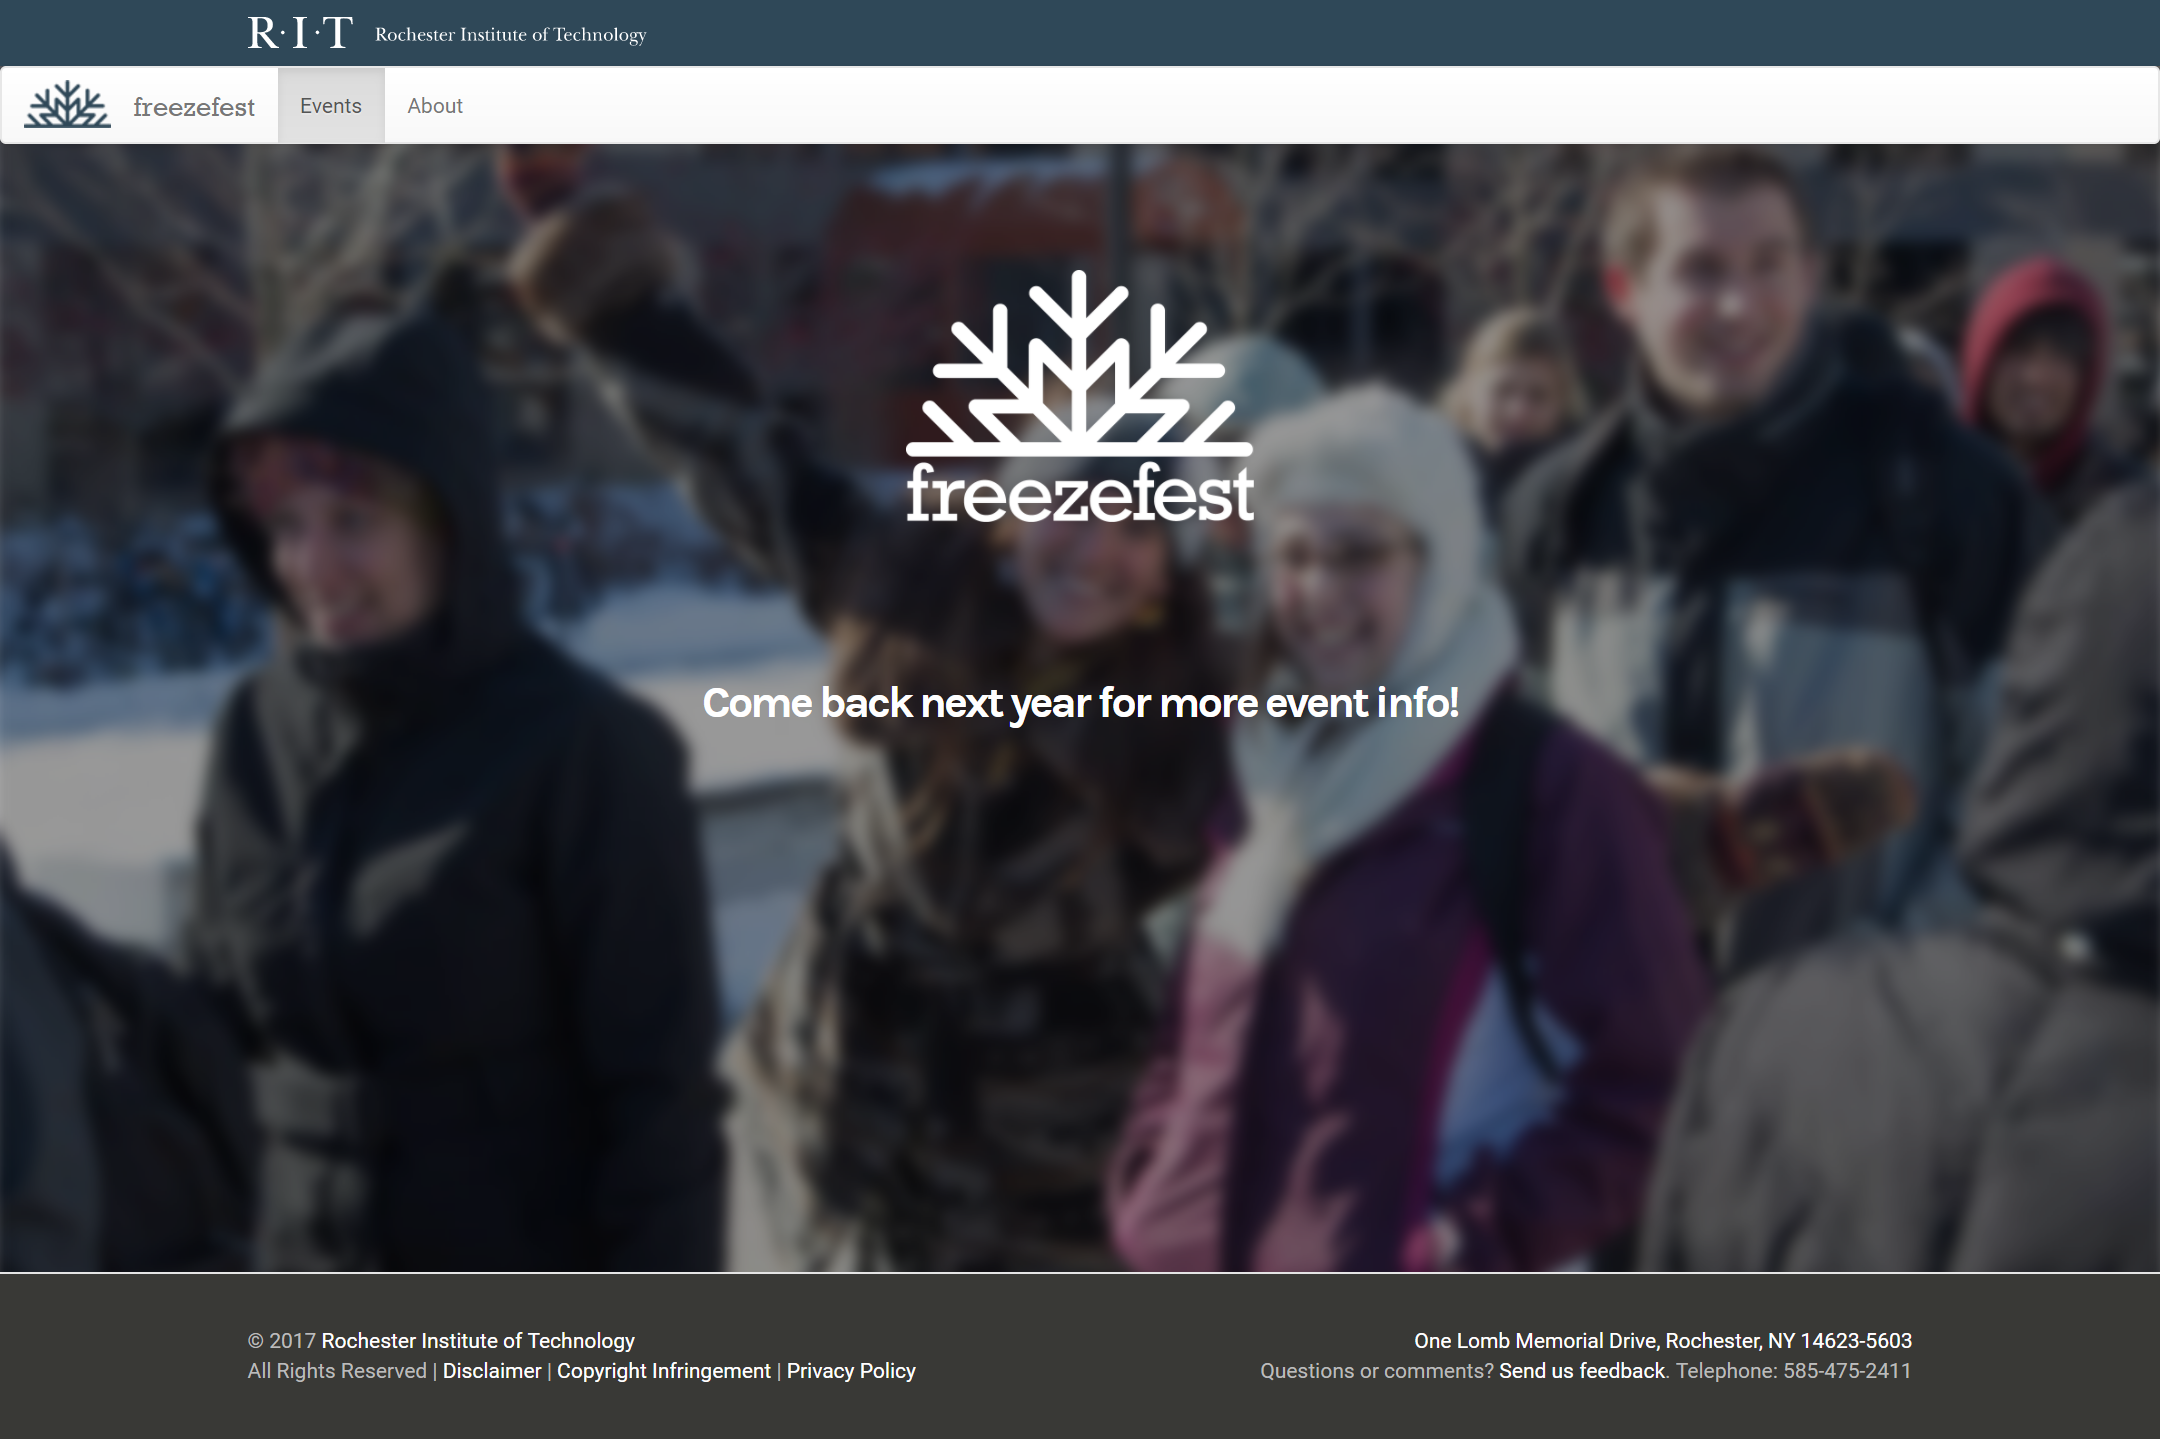 R·I·T Rochester Institute of Technology
freezefest Events About
freezefest
Come back next year for more event info!
© 2017 Rochester Institute of Technology
All Rights Reserved | Disclaimer | Copyright Infringement | Privacy Policy
One Lomb Memorial Drive, Rochester, NY 14623-5603
Questions or comments? Send us feedback. Telephone: 585-475-2411